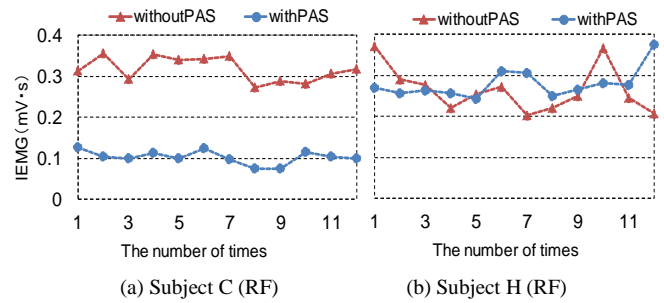 withoutPAS withPAS
withoutPAS withPAS
IEMG (mV·s)
0.4
0.3
0.2
0.1
0
1 3 5 7 9 11
1 3 5 7 9 11
The number of times
The number of times
(a) Subject C (RF)
(b) Subject H (RF)